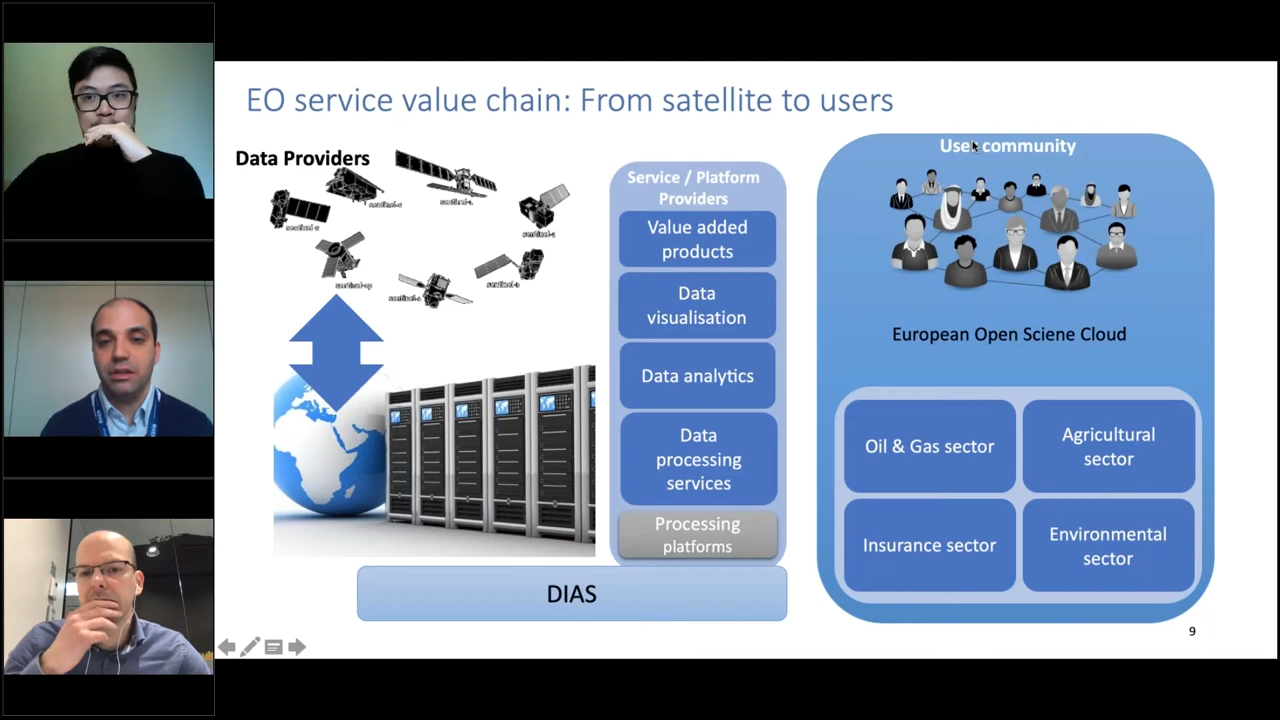 EO service value chain: From satellite to users
Data Providers
Service / Platform
Providers
Value added
products
Data
visualisation
Data analytics
Data
processing
services
Processing
platforms
DIAS
User community
European Open Sciene Cloud
Oil & Gas sector
Agricultural
sector
Insurance sector
Environmental
sector
9